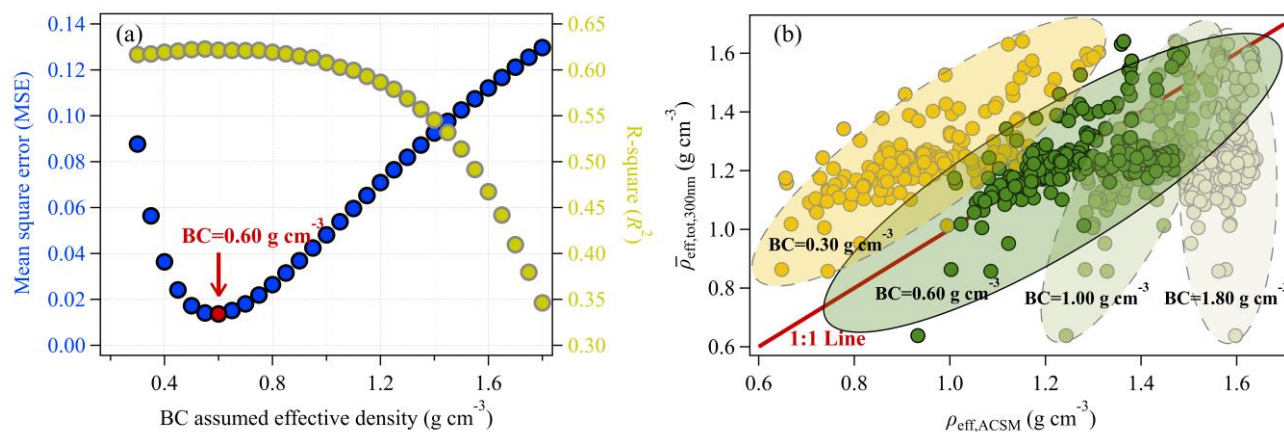 (a)
Mean square error (MSE)
0.14
0.12
0.10
0.08
0.06
0.04
0.02
0.00
BC=0.60 g cm⁻³
0.65
0.60
0.55
0.50
0.45
0.40
0.35
0.30
R-square (R²)
0.4
0.8
1.2
1.6
BC assumed effective density (g cm⁻³)
(b)
ρ̄eff,tot,300nm (g cm⁻³)
1.6
1.4
1.2
1.0
0.8
0.6
BC=0.30 g cm⁻³
BC=0.60 g cm⁻³
BC=1.00 g cm⁻³
BC=1.80 g cm⁻³
1:1 Line
0.6
0.8
1.0
1.2
1.4
1.6
ρeff,ACSM (g cm⁻³)